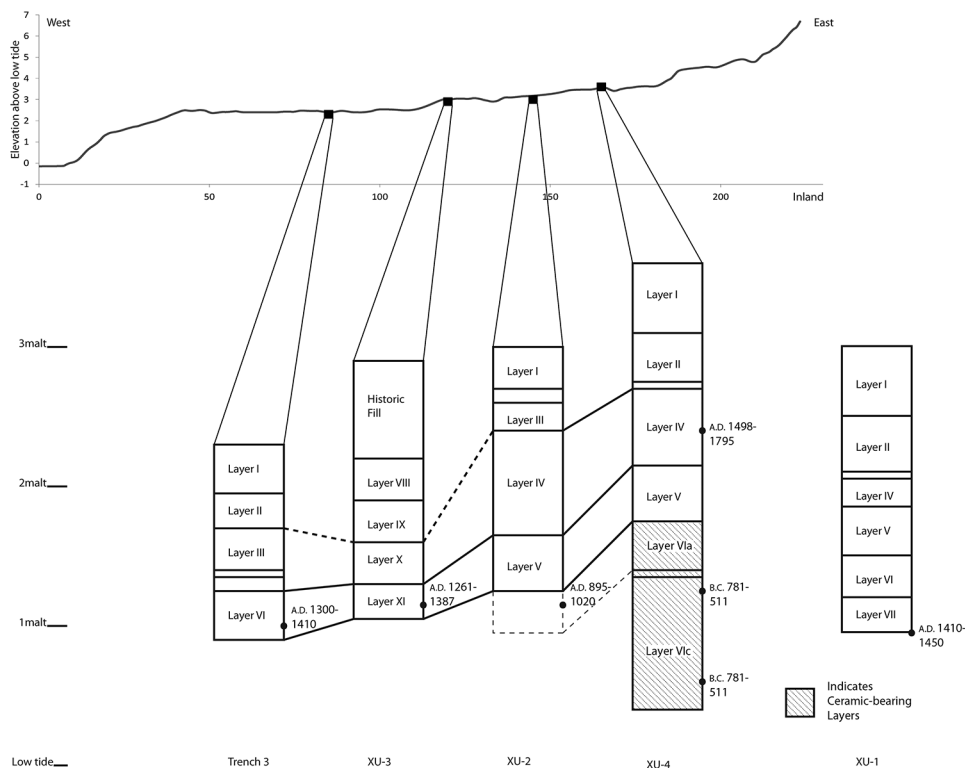 7
West
East
6
5
4
3
2
1
0
-1
Elevation above low tide
0
50
100
150
200
Inland
3malt
2malt
1malt
Low tide
Layer I
Layer II
Layer III
Layer VI
A.D. 1300-
1410
Trench 3
Historic
Fill
Layer VIII
Layer IX
Layer X
Layer XI
A.D. 1261-
1387
XU-3
Layer I
Layer III
Layer IV
Layer V
A.D. 895-
1020
XU-2
Layer I
Layer II
Layer IV
A.D. 1498-
1795
Layer V
Layer VIa
B.C. 781-
511
Layer VIc
B.C. 781-
511
XU-4
Layer I
Layer II
Layer IV
Layer V
Layer VI
Layer VII
A.D. 1410-
1450
XU-1
Indicates
Ceramic-bearing
Layers